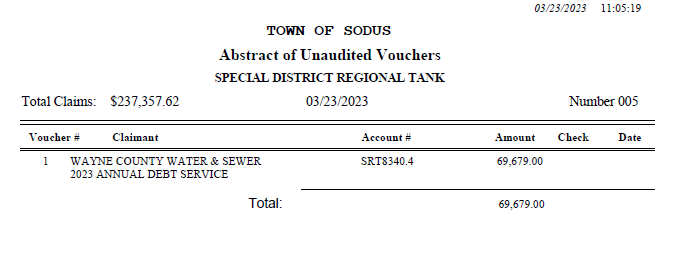 03/23/2023 11:05:19
TOWN OF SODUS
Abstract of Unaudited Vouchers
SPECIAL DISTRICT REGIONAL TANK
Total Claims: $237,357.62 03/23/2023 Number 005
Voucher # Claimant Account # Amount Check Date
1 WAYNE COUNTY WATER & SEWER SRT8340.4 69,679.00
2023 ANNUAL DEBT SERVICE
Total: 69,679.00